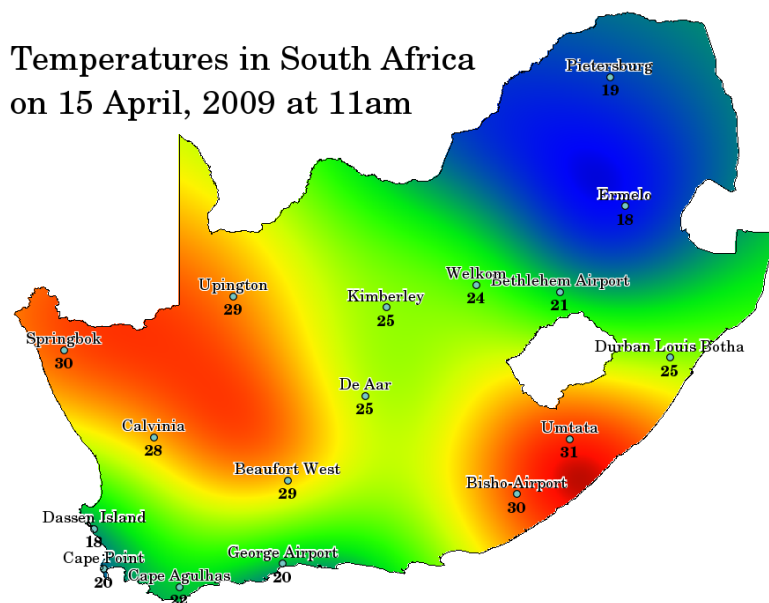 Temperatures in South Africa
on 15 April, 2009 at 11am
Pietersburg
19
Ermelo
18
Welkom
24
Bethlehem Airport
21
Upington
29
Kimberley
25
Springbok
30
Durban Louis Botha
25
De Aar
25
Calvinia
28
Umtata
31
Beaufort West
29
Bisho-Airport
30
Dassen Island
18
Cape Point
20
George Airport
20
Cape Agulhas
22